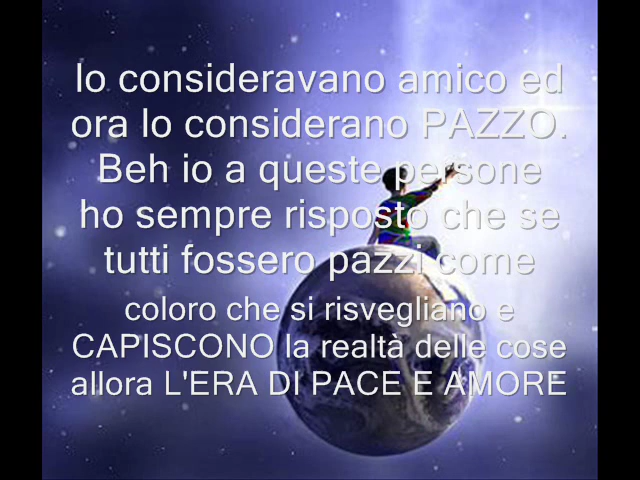 lo consideravano amico ed
ora lo considerano PAZZO.
Beh io a queste persone
ho sempre risposto che se
tutti fossero pazzi come
coloro che si risvegliano e
CAPISCONO la realtà delle cose
allora L'ERA DI PACE E AMORE